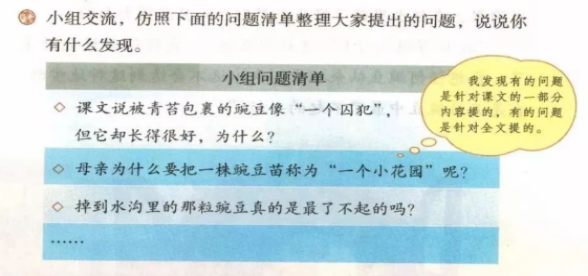 小组交流，仿照下面的问题清单整理大家提出的问题，说说你
有什么发现。
小组问题清单
◇ 课文说被青苔包裹的豌豆像“一个囚犯”，
但它却长得很好，为什么？
◇ 母亲为什么要把一株豌豆苗称为“一个小花园”呢？
◇ 掉到水沟里的那粒豌豆真的是最了不起的吗？
……
我发现有的问题
是针对课文的一部分
内容提的，有的问题
是针对全文提的。